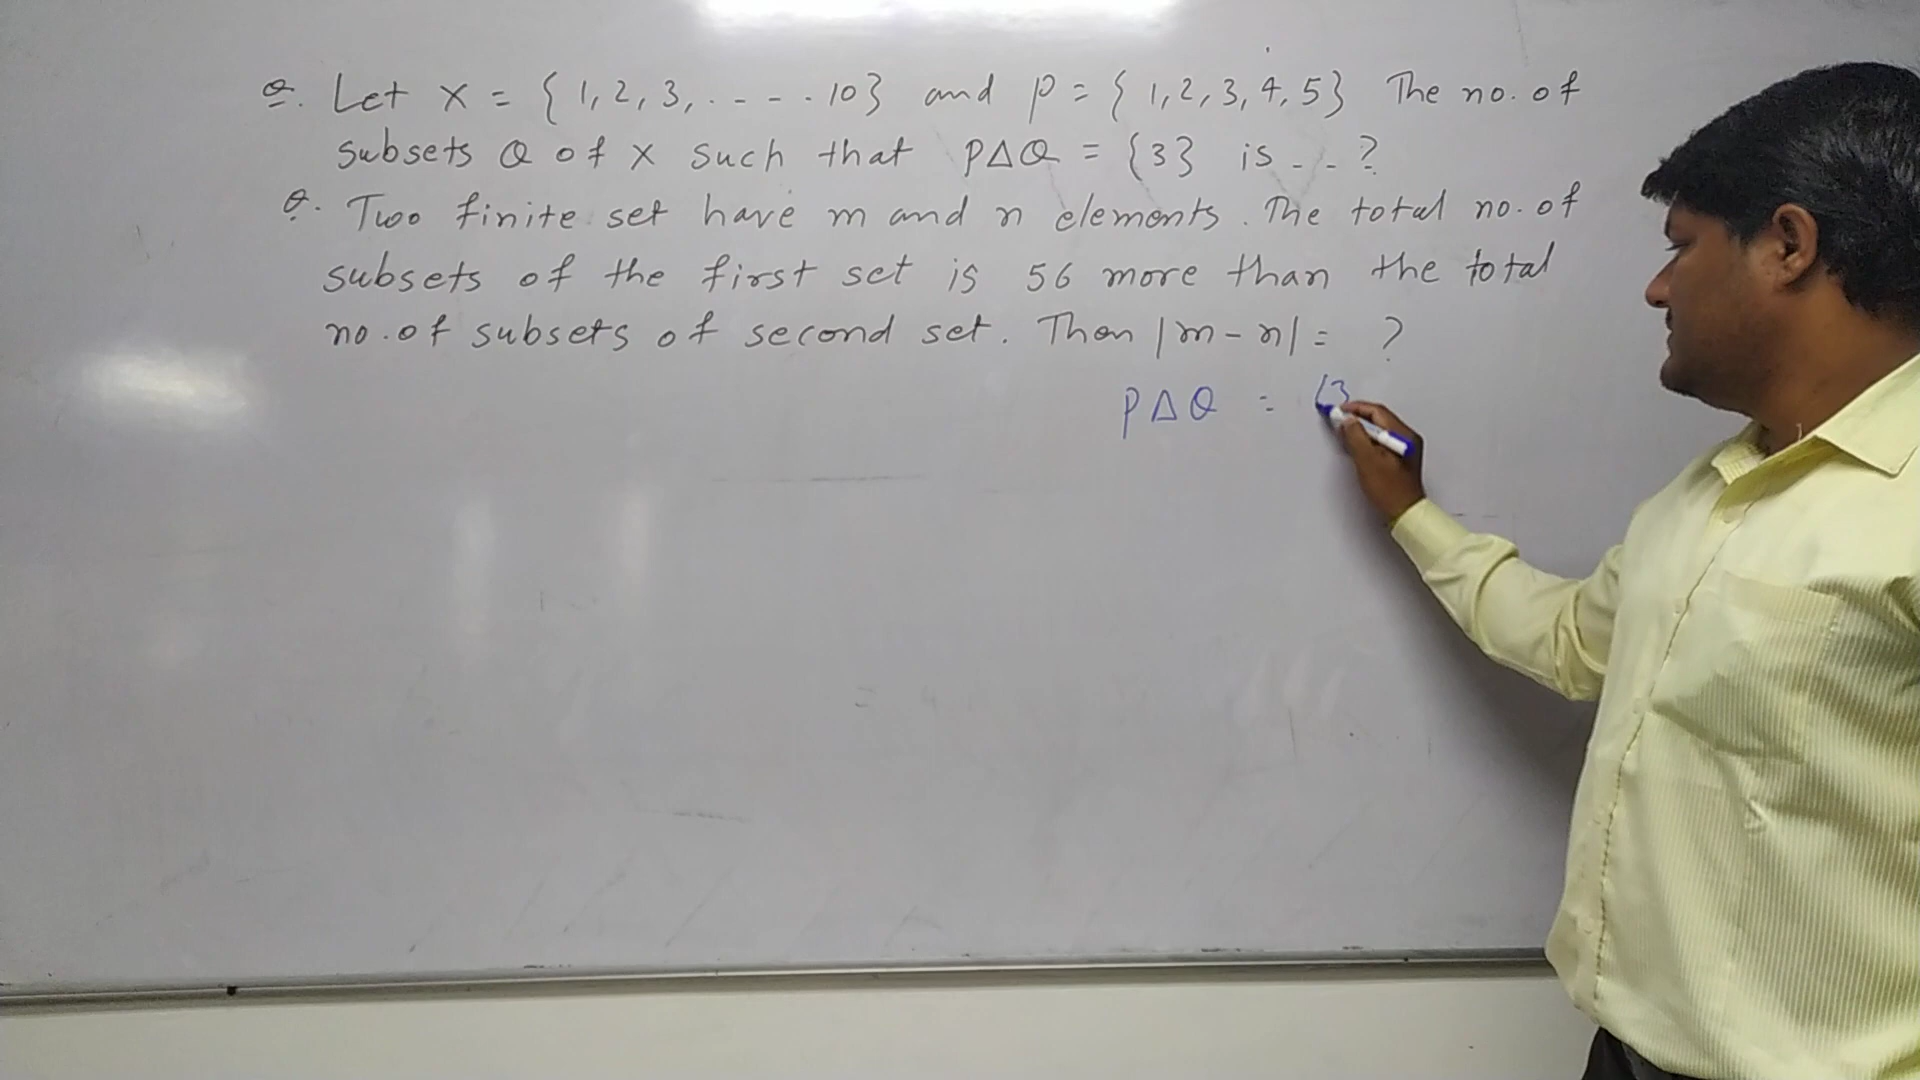 Q. Let X = { 1, 2, 3, . - - - . 10 } and P = { 1, 2, 3, 4, 5 } The no. of
subsets Q of X such that P Δ Q = {3} is - - ?
Q. Two finite set have m and n elements. The total no. of
subsets of the first set is 56 more than the total
no. of subsets of second set. Then |m - n| = ?
P Δ Q = {3